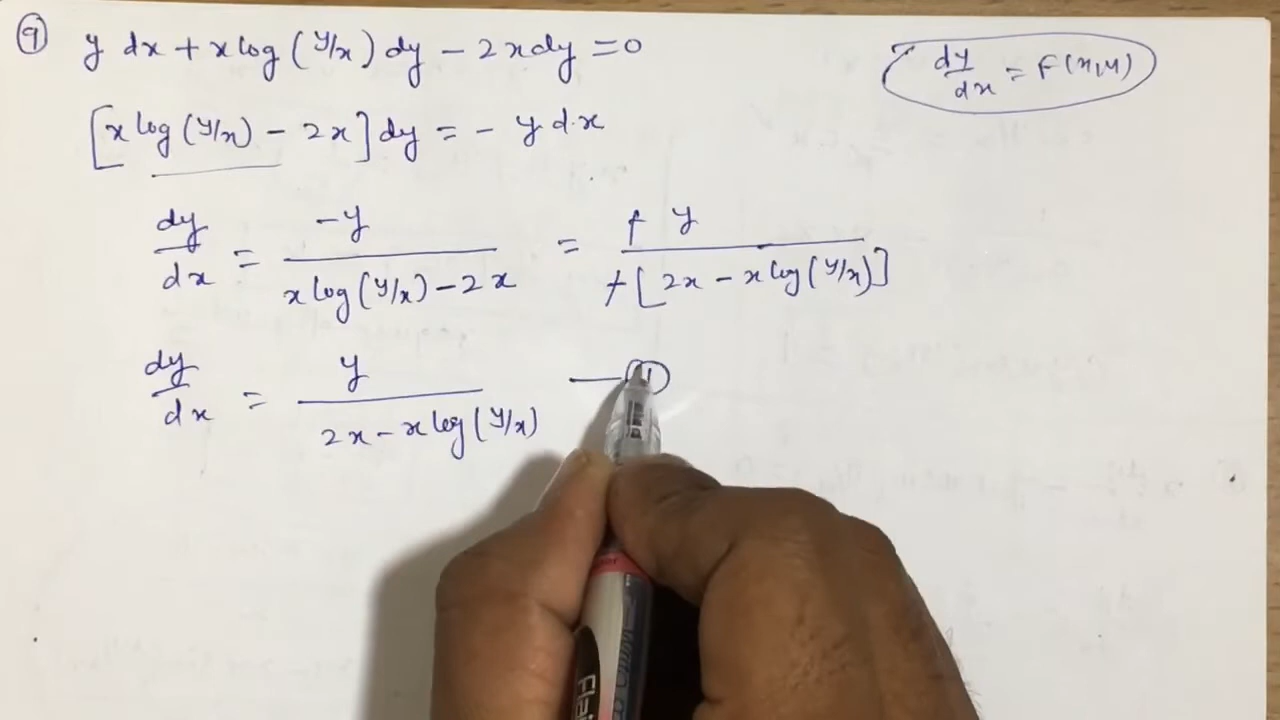 9 y dx + x log (y/x) dy - 2x dy = 0
dy/dx = F(x,y)
[x log (y/x) - 2x] dy = - y dx
dy/dx = -y / x log (y/x) - 2x = + y / + [2x - x log (y/x)]
dy/dx = y / 2x - x log (y/x) — 1
Flai